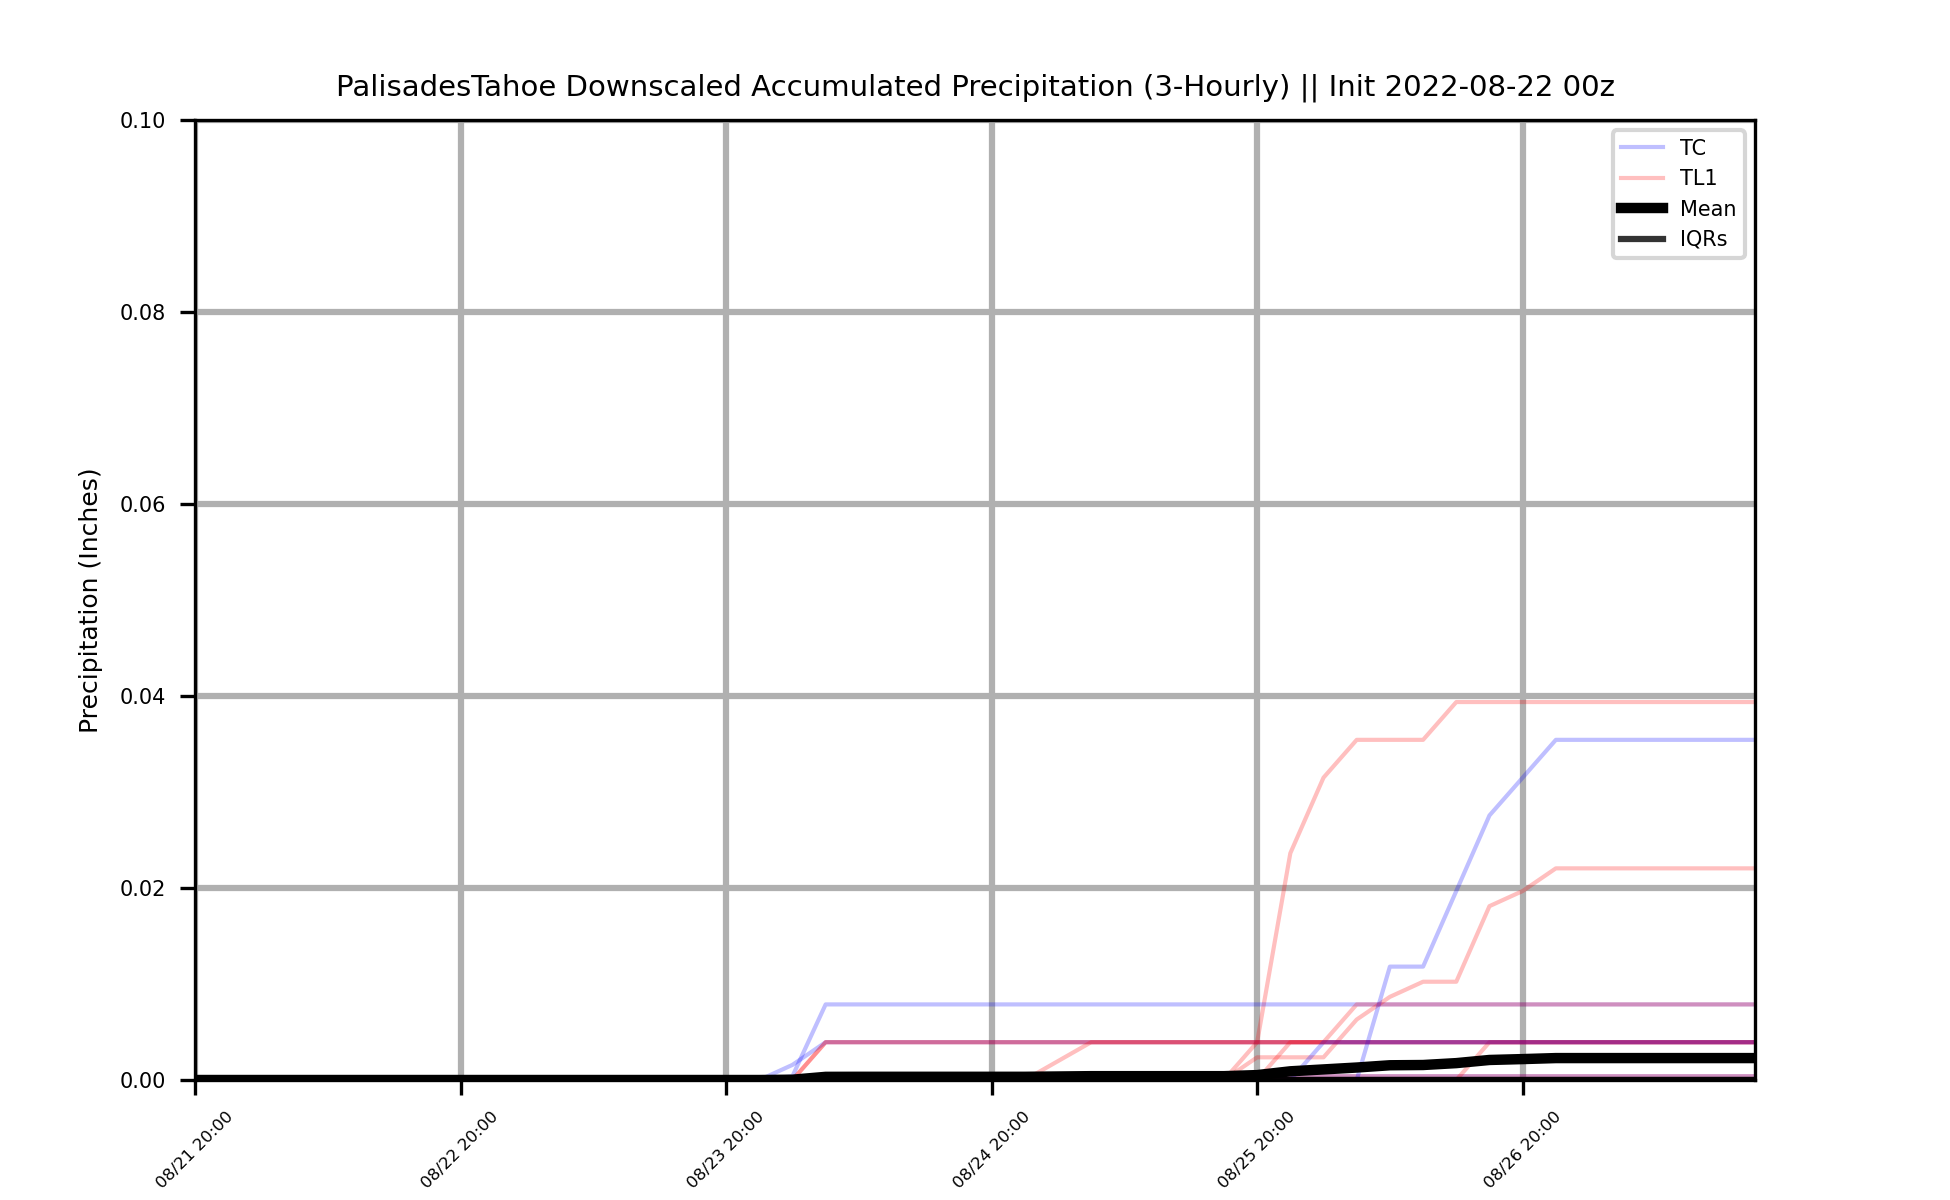 PalisadesTahoe Downscaled Accumulated Precipitation (3-Hourly) || Init 2022-08-22 00z
0.10
TC
TL1
Mean
IQRs
0.08
0.06
Precipitation (Inches)
0.04
0.02
0.00
08/21 20:00
08/22 20:00
08/23 20:00
08/24 20:00
08/25 20:00
08/26 20:00